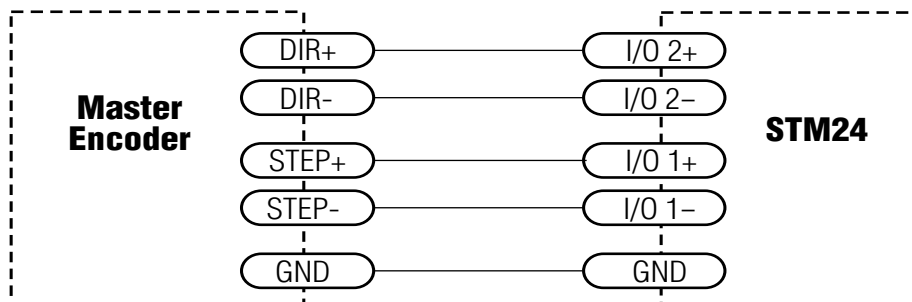 DIR+ I/O 2+
DIR- I/O 2–
Master
Encoder
STM24
STEP+ I/O 1+
STEP- I/O 1–
GND GND